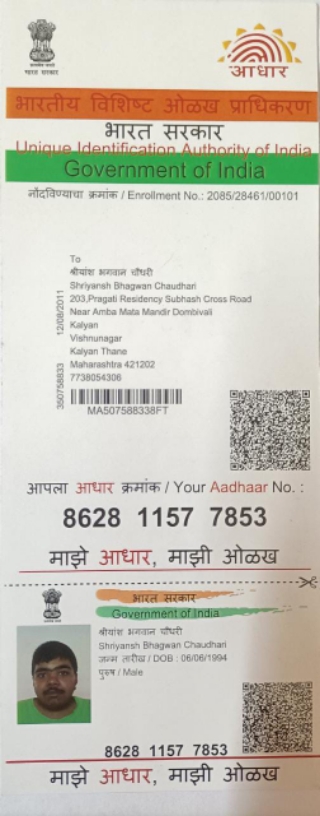 भारत सरकार
आधार
भारतीय विशिष्ट ओळख प्राधिकरण
भारत सरकार
Unique Identification Authority of India
Government of India
नोंदविण्याचा क्रमांक / Enrollment No.: 2085/28461/00101
To
श्रीयांश भगवान चौधरी
Shriyansh Bhagwan Chaudhari
203,Pragati Residency Subhash Cross Road
Near Amba Mata Mandir Dombivali
Kalyan
Vishnunagar
Kalyan Thane
Maharashtra 421202
7738054306
350758833 12/08/2011
MA507588338FT
आपला आधार क्रमांक / Your Aadhaar No. :
8628 1157 7853
माझे आधार, माझी ओळख
भारत सरकार
Government of India
श्रीयांश भगवान चौधरी
Shriyansh Bhagwan Chaudhari
जन्म तारीख / DOB : 06/06/1994
पुरुष / Male
8628 1157 7853
माझे आधार, माझी ओळख